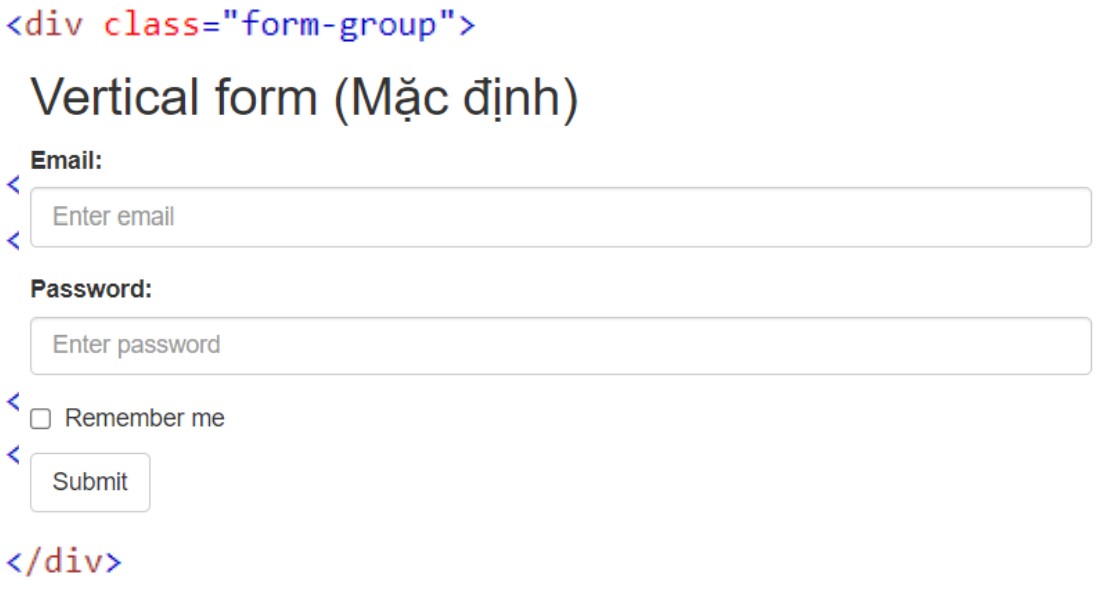 <div class="form-group">
Vertical form (Mặc định)
Email:
<
Enter email
<
Password:
Enter password
<
Remember me
<
Submit
</div>